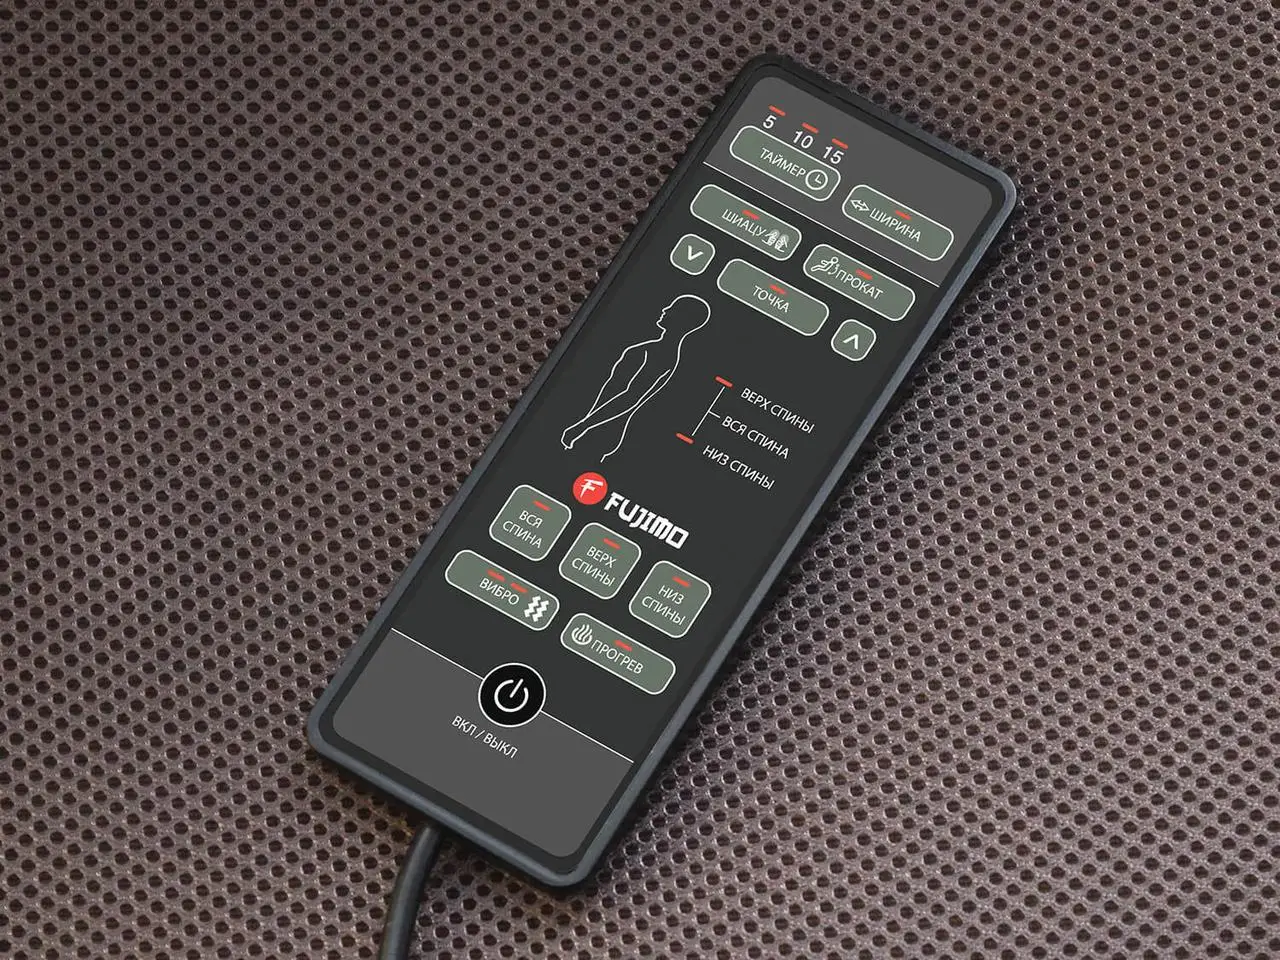 5 10 15
ТАЙМЕР
ШИРИНА
ШИАЦУ
ПРОКАТ
ТОЧКА
ВЕРХ СПИНЫ
ВСЯ СПИНА
НИЗ СПИНЫ
F FUJIMO
ВСЯ
СПИНА
ВЕРХ
СПИНЫ
НИЗ
СПИНЫ
ВИБРО
ПРОГРЕВ
ВКЛ / ВЫКЛ